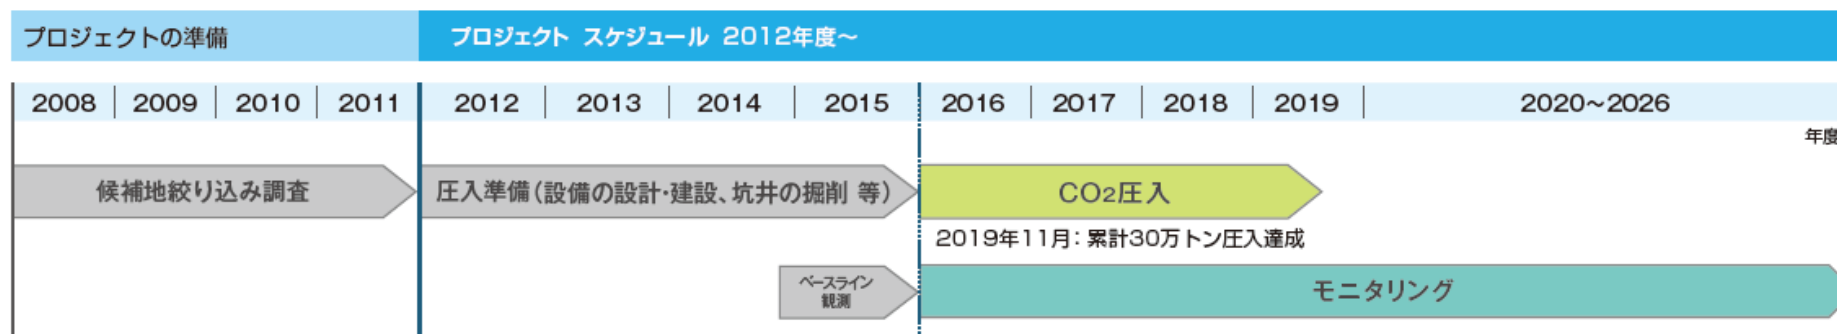 プロジェクトの準備
プロジェクト スケジュール 2012年度～
2008 2009 2010 2011 2012 2013 2014 2015 2016 2017 2018 2019 2020～2026
年度
候補地絞り込み調査
圧入準備（設備の設計・建設、坑井の掘削 等）
CO2圧入
2019年11月：累計30万トン圧入達成
ベースライン
観測
モニタリング